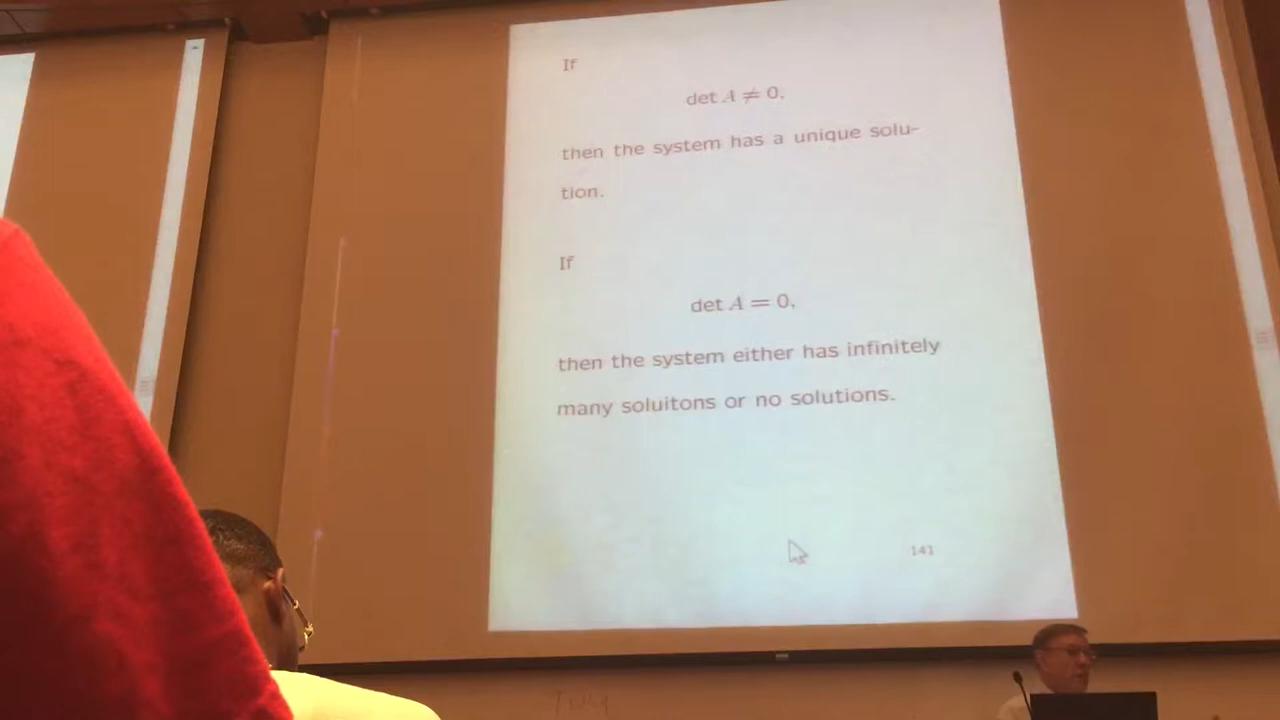 If
det A ≠ 0,
then the system has a unique solu-
tion.
If
det A = 0,
then the system either has infinitely
many soluitons or no solutions.
141